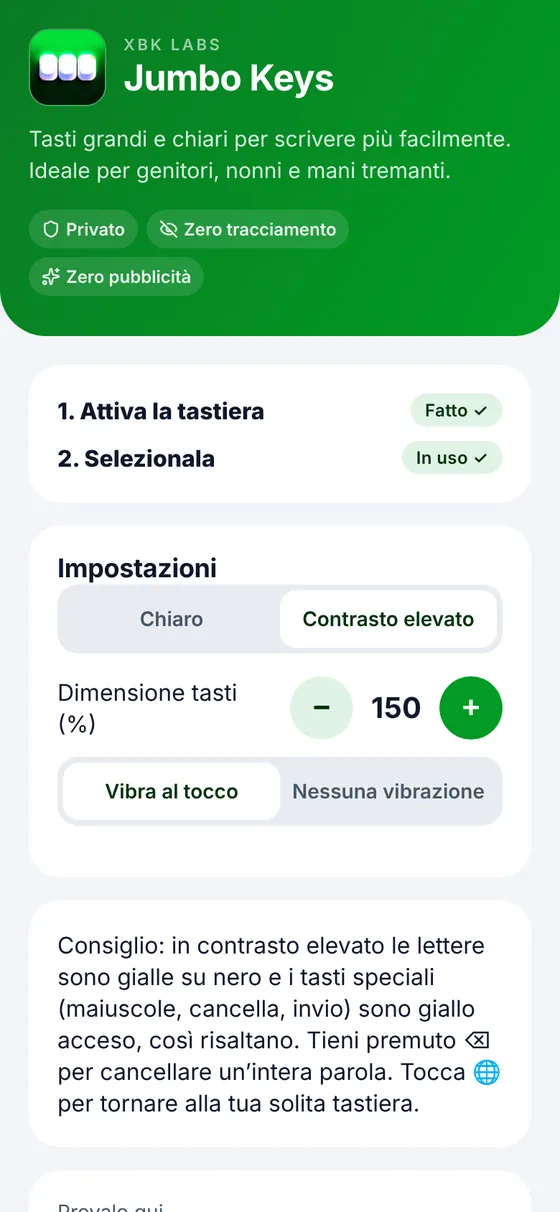 XBK LABS
Jumbo Keys
Tasti grandi e chiari per scrivere più facilmente.
Ideale per genitori, nonni e mani tremanti.
Privato
Zero tracciamento
Zero pubblicità
1. Attiva la tastiera
Fatto ✓
2. Selezionala
In uso ✓
Impostazioni
Chiaro
Contrasto elevato
Dimensione tasti
(%)
− 150 +
Vibra al tocco
Nessuna vibrazione
Consiglio: in contrasto elevato le lettere
sono gialle su nero e i tasti speciali
(maiuscole, cancella, invio) sono giallo
acceso, così risaltano. Tieni premuto ⌫
per cancellare un’intera parola. Tocca 🌐
per tornare alla tua solita tastiera.
Provalo qui